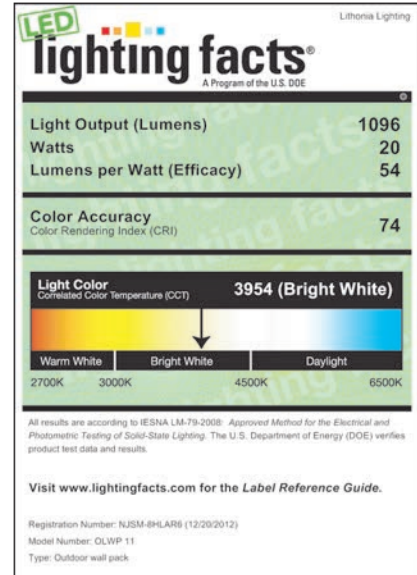 Lithonia Lighting
LED
lighting facts®
A Program of the U.S. DOE
Light Output (Lumens) 1096
Watts 20
Lumens per Watt (Efficacy) 54
Color Accuracy 74
Color Rendering Index (CRI)
Light Color 3954 (Bright White)
Correlated Color Temperature (CCT)
Warm White Bright White Daylight
2700K 3000K 4500K 6500K
All results are according to IESNA LM-79-2008: Approved Method for the Electrical and
Photometric Testing of Solid-State Lighting. The U.S. Department of Energy (DOE) verifies
product test data and results.
Visit www.lightingfacts.com for the Label Reference Guide.
Registration Number: NJSM-8HLAR6 (12/20/2012)
Model Number: OLWP 11
Type: Outdoor wall pack